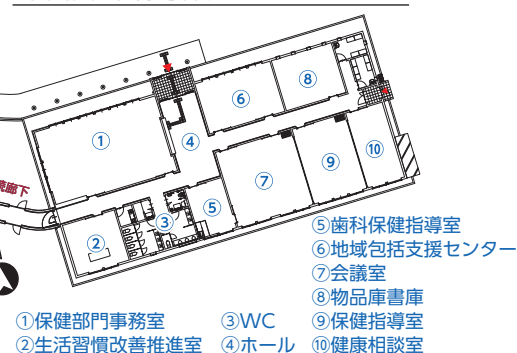 ⑧
⑥
①
④
⑩
⑨
⑦
廊下
⑤
③
②
⑤歯科保健指導室
⑥地域包括支援センター
⑦会議室
⑧物品庫書庫
①保健部門事務室 ③WC ⑨保健指導室
②生活習慣改善推進室 ④ホール ⑩健康相談室